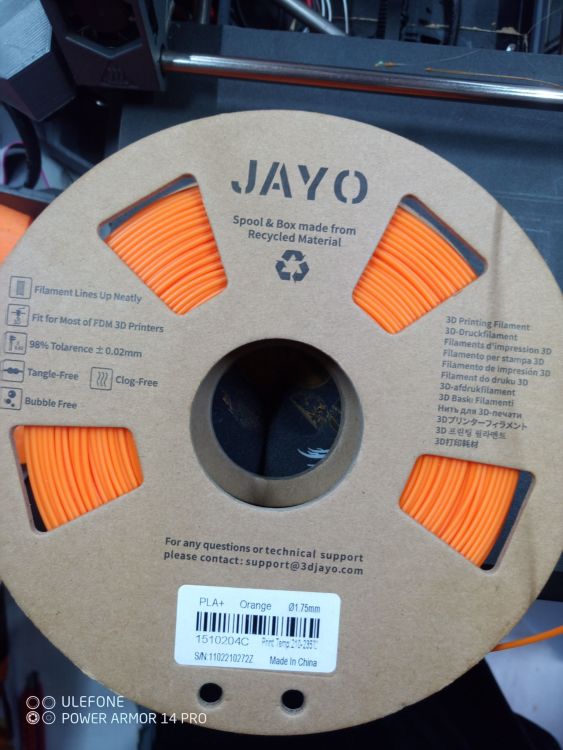 JAYO
Spool & Box made from
Recycled Material
Filament Lines Up Neatly
Fit for Most of FDM 3D Printers
98% Tolarence ± 0.02mm
Tangle-Free
Clog-Free
Bubble Free
3D Printing Filament
3D-Druckfilament
Filaments d'impression 3D
Filamento per stampa 3D
Filamento de impresión 3D
Filament do druku 3D
3D-afdrukfilament
3D Baskı Filamenti
Нить для 3D-печати
3Dプリンターフィラメント
3D 프린팅 필라멘트
3D打印耗材
For any questions or technical support
please contact: support@3djayo.com
PLA+ Orange Ø1.75mm
1510204C Print Temp:210-235℃
S/N:1102210272Z Made In China
ULEFONE
POWER ARMOR 14 PRO